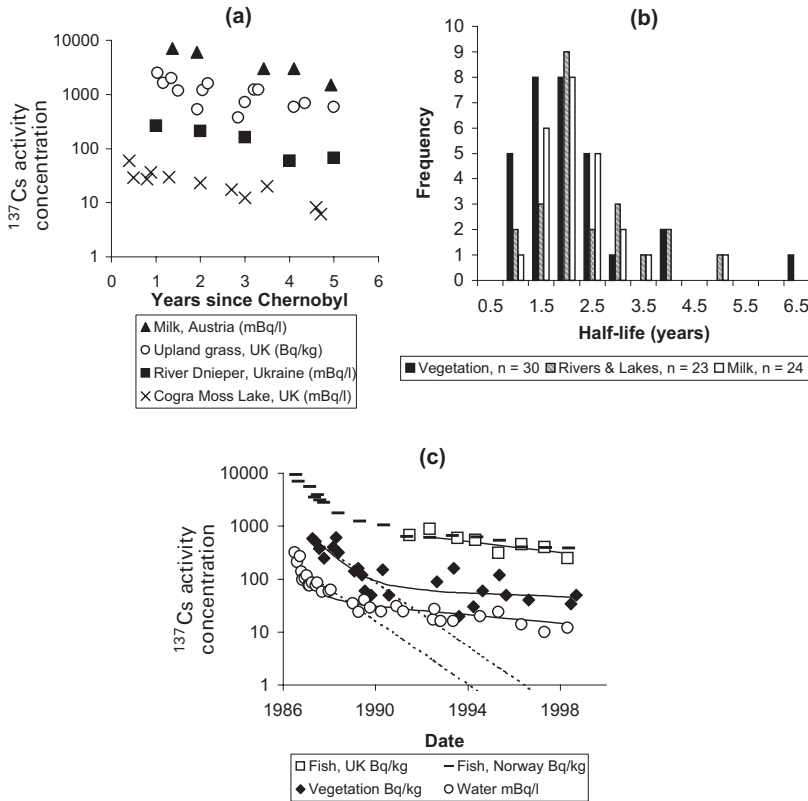 (a)
10000
1000
100
10
1
¹³⁷Cs activity
concentration
0 1 2 3 4 5 6
Years since Chernobyl
Milk, Austria (mBq/l)
Upland grass, UK (Bq/kg)
River Dnieper, Ukraine (mBq/l)
Cogra Moss Lake, UK (mBq/l)
(b)
10
9
8
7
6
5
4
3
2
1
0
Frequency
0.5 1.5 2.5 3.5 4.5 5.5 6.5
Half-life (years)
Vegetation, n = 30 Rivers & Lakes, n = 23 Milk, n = 24
(c)
10000
1000
100
10
1
¹³⁷Cs activity
concentration
1986 1990 1994 1998
Date
Fish, UK Bq/kg Fish, Norway Bq/kg
Vegetation Bq/kg Water mBq/l